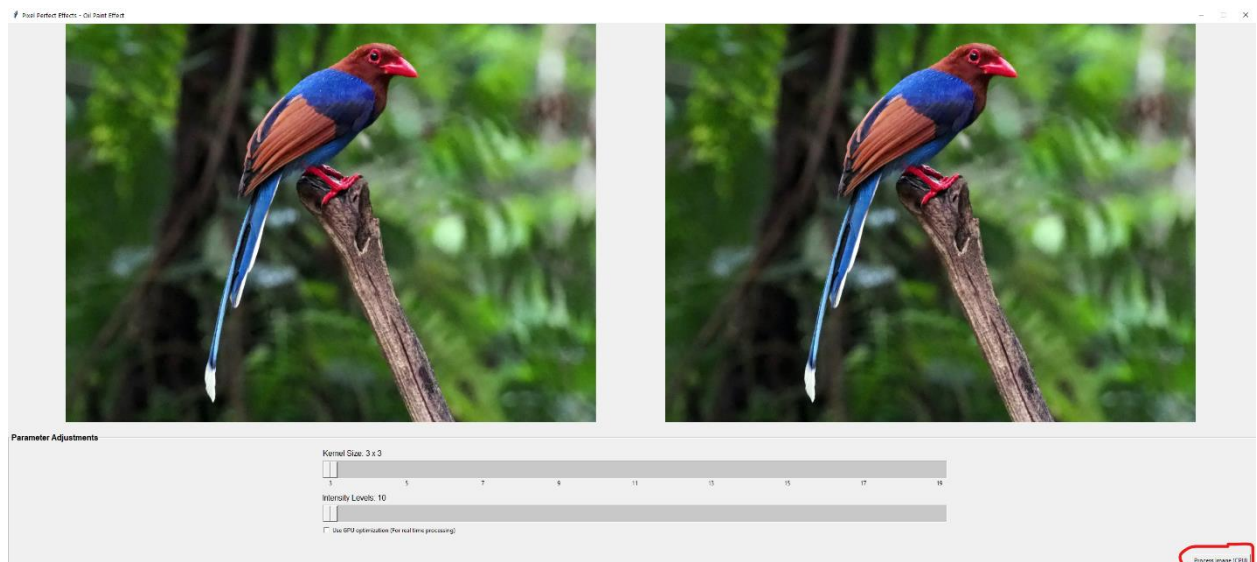 Pixel Perfect Effects - Oil Paint Effect
Parameter Adjustments
Kernel Size: 3 x 3
3 5 7 9 11 13 15 17 19
Intensity Levels: 10
Use GPU optimization (For real time processing)
Process Image (CPU)